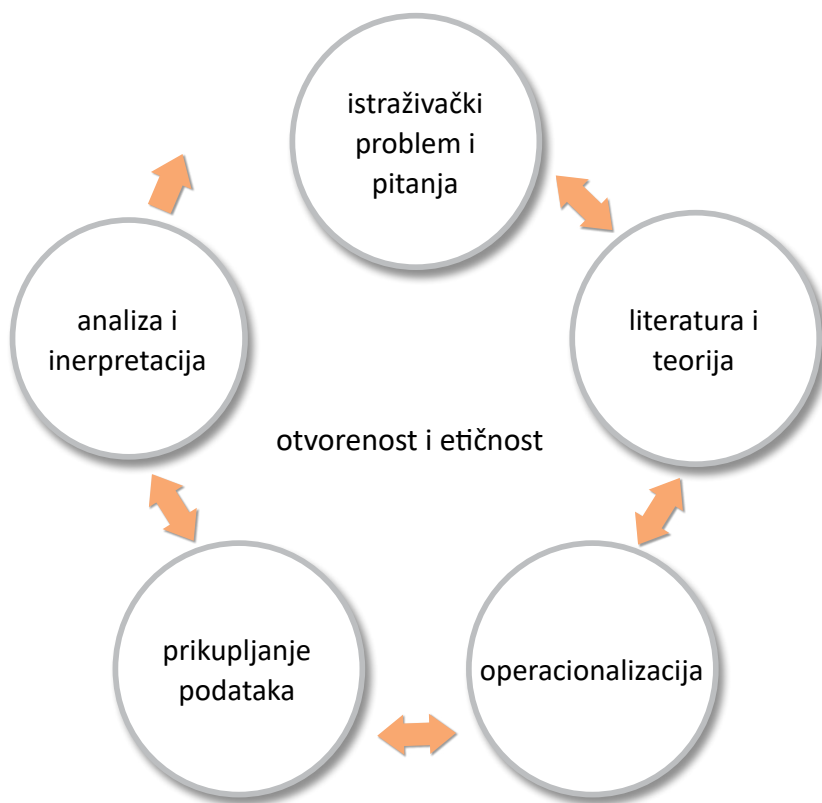 istraživački
problem i
pitanja
literatura i
teorija
operacionalizacija
prikupljanje
podataka
analiza i
inerpretacija
otvorenost i etičnost